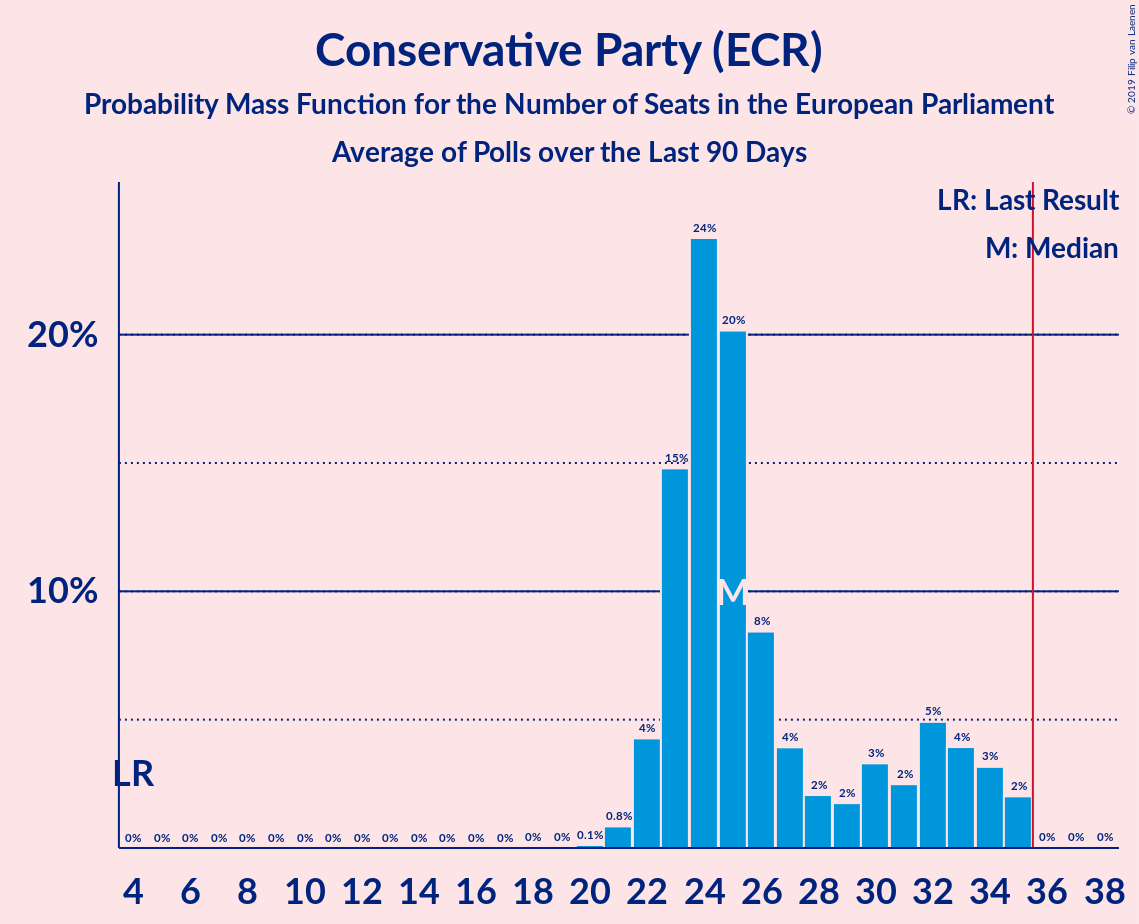 Conservative Party (ECR)
Probability Mass Function for the Number of Seats in the European Parliament
Average of Polls over the Last 90 Days
© 2019 Filip van Laenen
LR: Last Result
M: Median
24%
20%
20%
15%
10%
M
8%
5%
4%
4%
4%
3%
3%
2%
2%
2%
2%
LR
0% 0% 0% 0% 0% 0% 0% 0% 0% 0% 0% 0% 0% 0% 0% 0% 0.1% 0.8% 0% 0% 0%
4 6 8 10 12 14 16 18 20 22 24 26 28 30 32 34 36 38